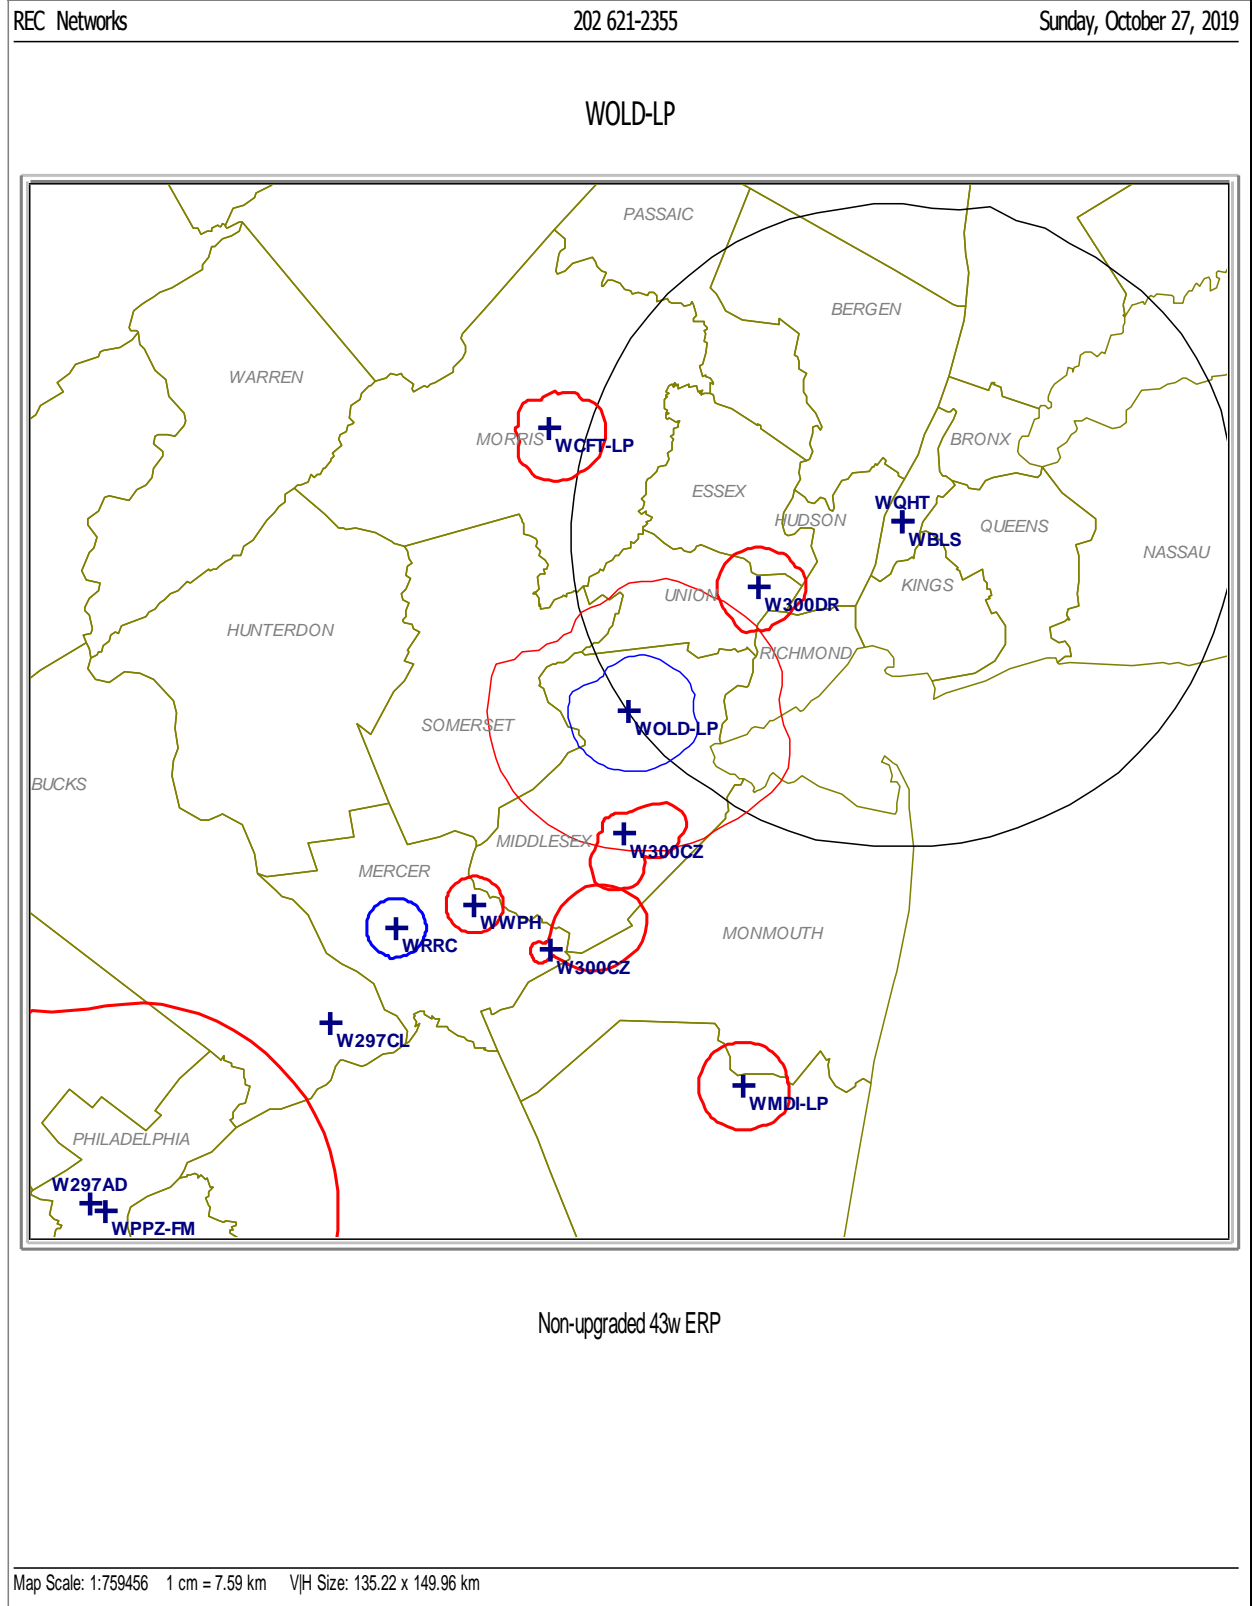 REC Networks 202 621-2355 Sunday, October 27, 2019
WOLD-LP
PASSAIC
BERGEN
WARREN
MORRIS
WCFT-LP
BRONX
ESSEX
WQHT
HUDSON
QUEENS
WBLS
NASSAU
KINGS
UNION
W300DR
HUNTERDON
RICHMOND
SOMERSET
WOLD-LP
BUCKS
MIDDLESEX
W300CZ
MERCER
WWPH
MONMOUTH
WRRC
W300CZ
W297CL
WMDI-LP
PHILADELPHIA
W297AD
WPPZ-FM
Non-upgraded 43w ERP
Map Scale: 1:759456 1 cm = 7.59 km V|H Size: 135.22 x 149.96 km